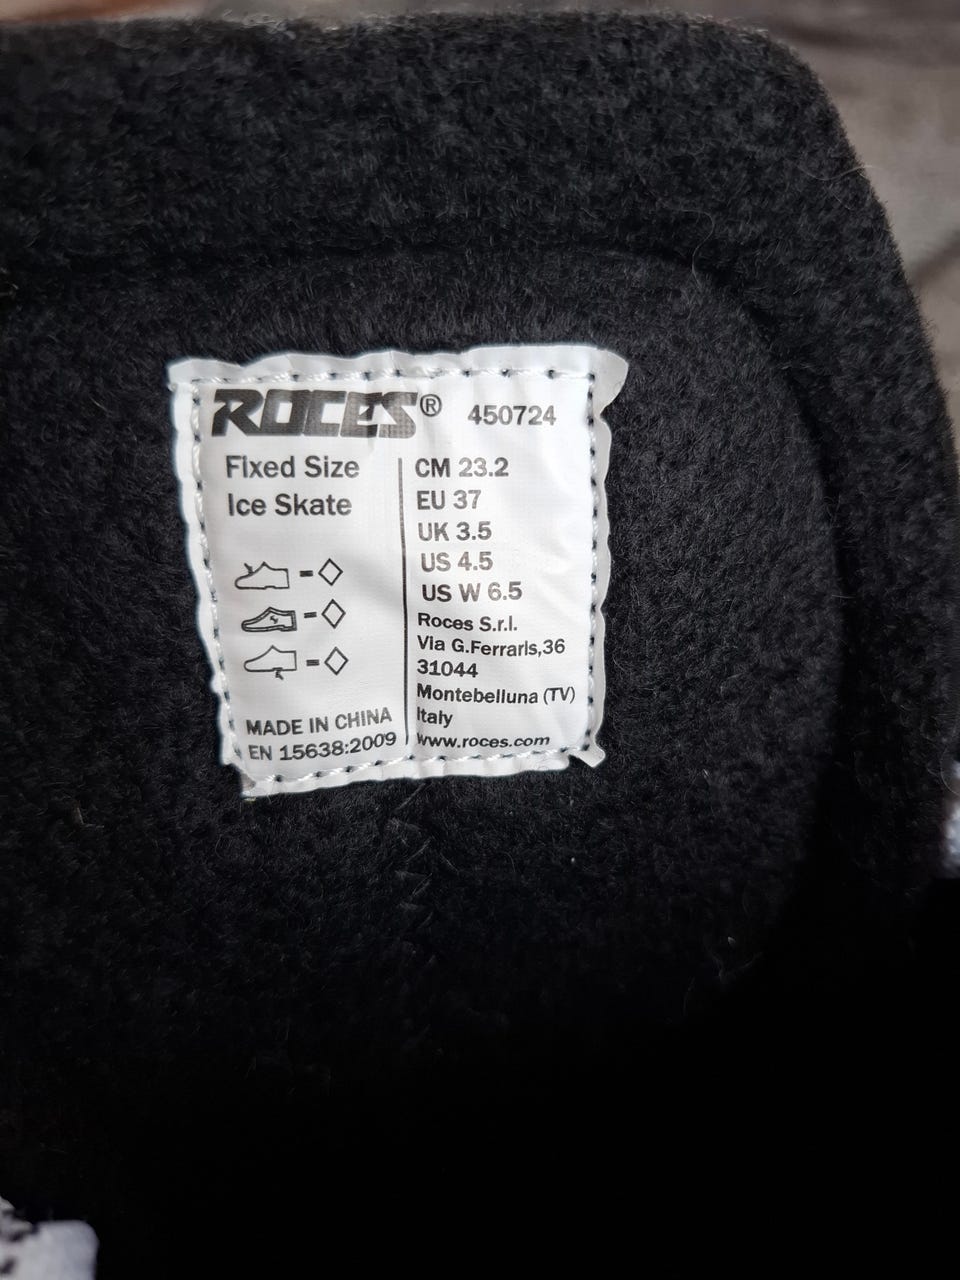 ROCES® 450724
Fixed Size
Ice Skate
CM 23.2
EU 37
UK 3.5
US 4.5
US W 6.5
Roces S.r.l.
Via G.Ferraris,36
31044
Montebelluna (TV)
Italy
www.roces.com
MADE IN CHINA
EN 15638:2009